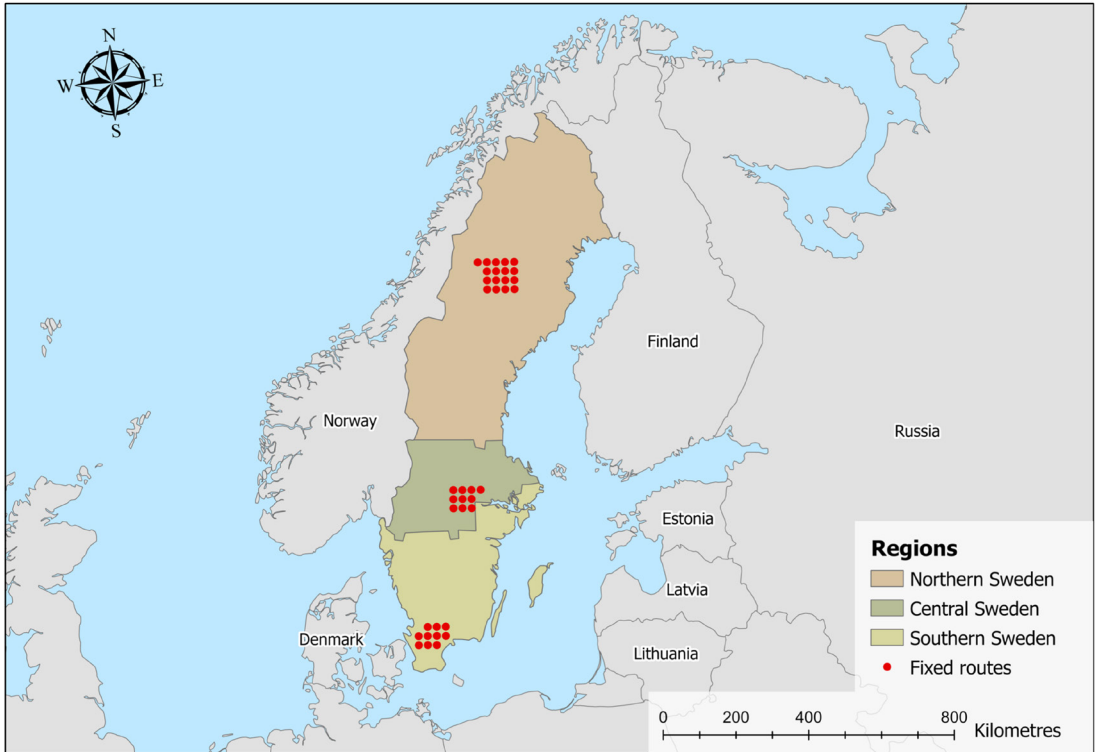 N
W E
S
Finland
Norway
Russia
Estonia
Latvia
Denmark
Lithuania
Regions
Northern Sweden
Central Sweden
Southern Sweden
Fixed routes
0 200 400 800
Kilometres